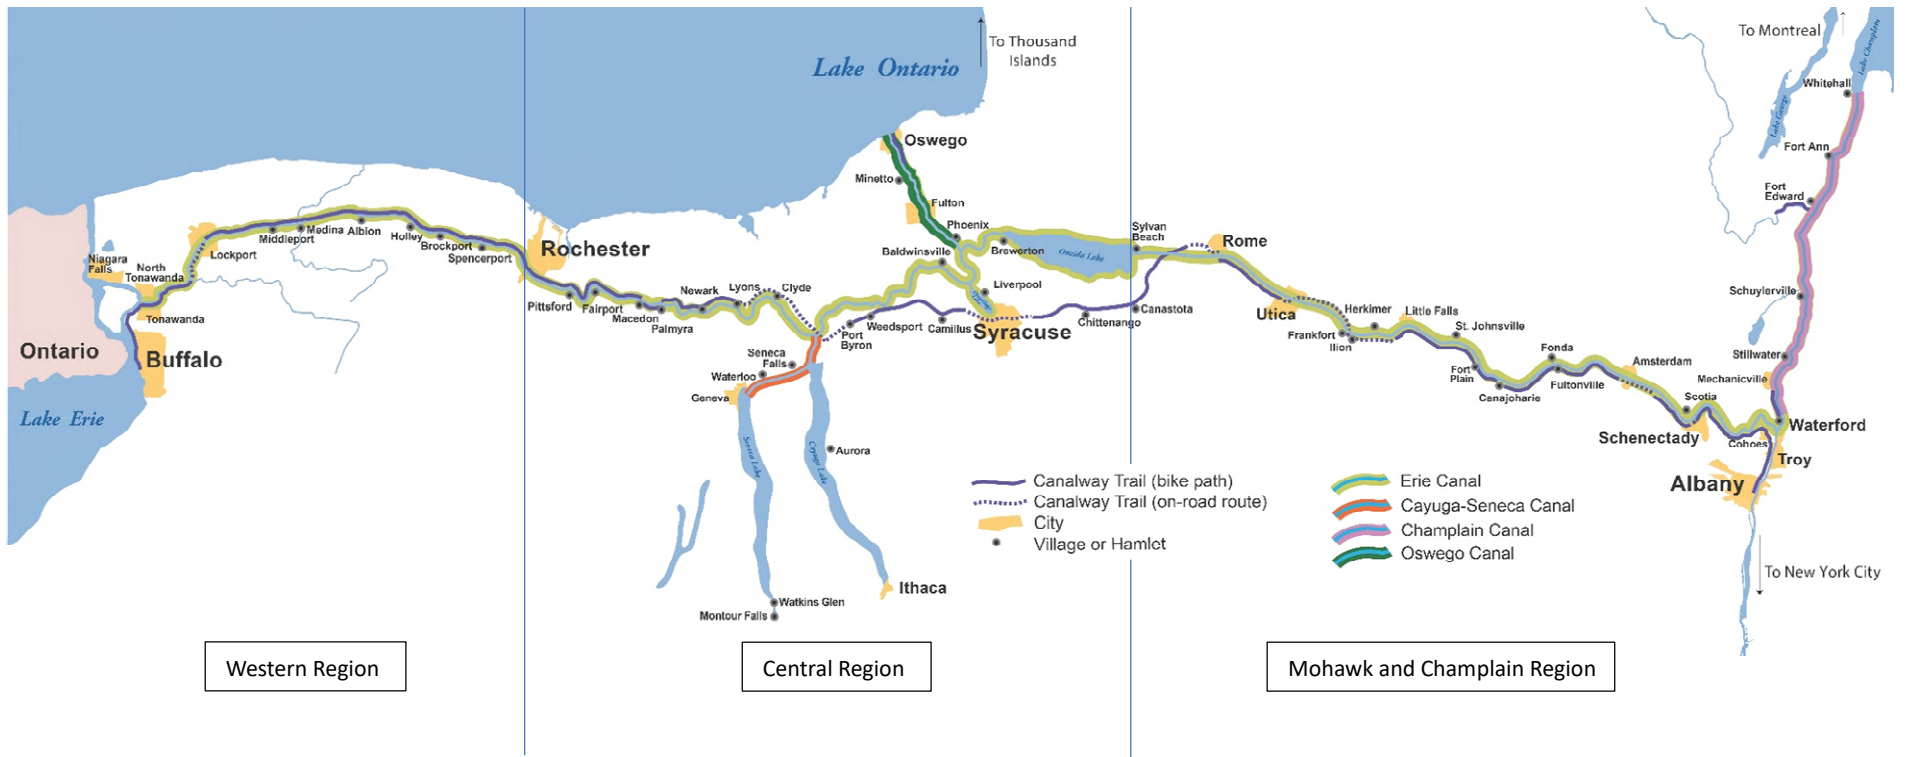 To Thousand
Islands
Lake Ontario
To Montreal
Lake Champlain
Whitehall
Lake George
Fort Ann
Fort
Edward
Oswego
Minetto
Fulton
Phoenix
Baldwinsville
Brewerton
Oneida Lake
Sylvan
Beach
Rome
Liverpool
Middleport
Medina
Albion
Holley
Brockport
Spencerport
Rochester
Lockport
Niagara
Falls
North
Tonawanda
Tonawanda
Buffalo
Ontario
Lake Erie
Pittsford
Fairport
Macedon
Palmyra
Newark
Lyons
Clyde
Port
Byron
Weedsport
Camillus
Syracuse
Chittenango
Canastota
Utica
Frankfort
Ilion
Herkimer
Little Falls
St. Johnsville
Fort
Plain
Canajoharie
Fonda
Fultonville
Amsterdam
Scotia
Schenectady
Schuylerville
Stillwater
Mechanicville
Waterford
Cohoes
Troy
Albany
To New York City
Seneca
Falls
Waterloo
Geneva
Seneca Lake
Cayuga Lake
Aurora
Ithaca
Watkins Glen
Montour Falls
Canalway Trail (bike path)
Canalway Trail (on-road route)
City
Village or Hamlet
Erie Canal
Cayuga-Seneca Canal
Champlain Canal
Oswego Canal
Western Region
Central Region
Mohawk and Champlain Region